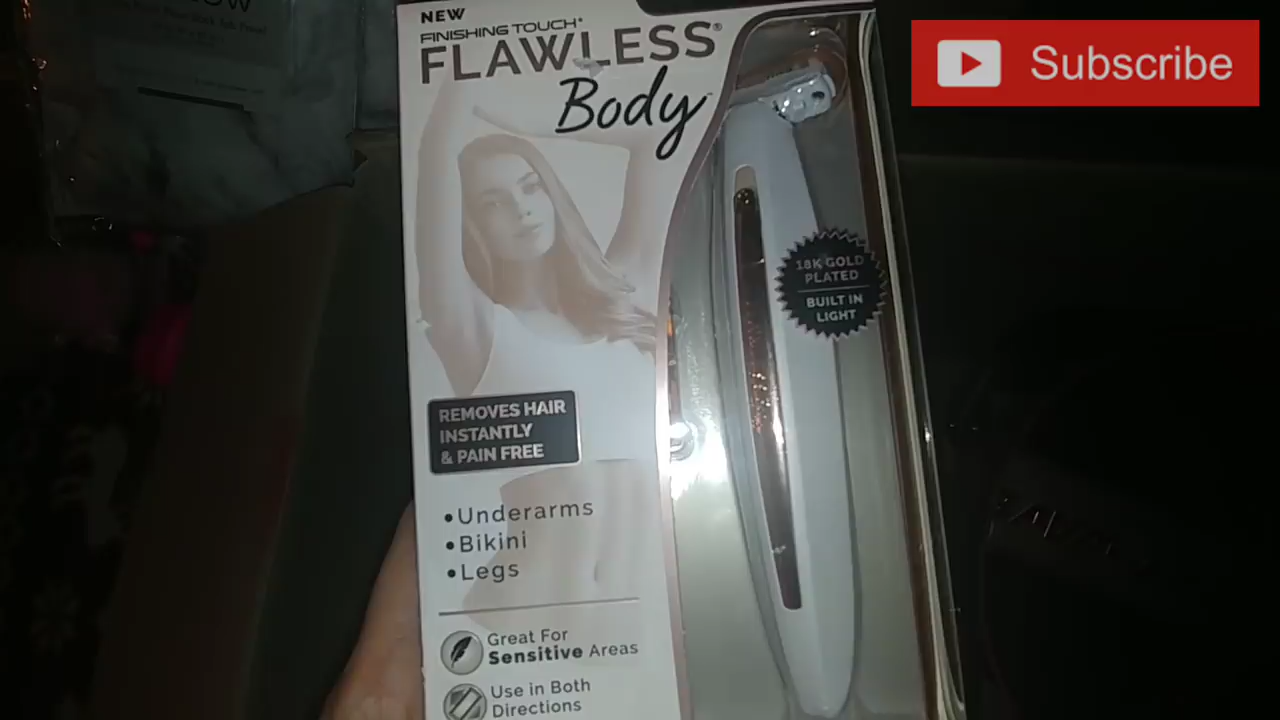 NEW
FINISHING TOUCH®
FLAWLESS®
Body™
Subscribe
18K GOLD
PLATED
BUILT IN
LIGHT
REMOVES HAIR
INSTANTLY
& PAIN FREE
•Underarms
•Bikini
•Legs
Great For
Sensitive Areas
Use in Both
Directions